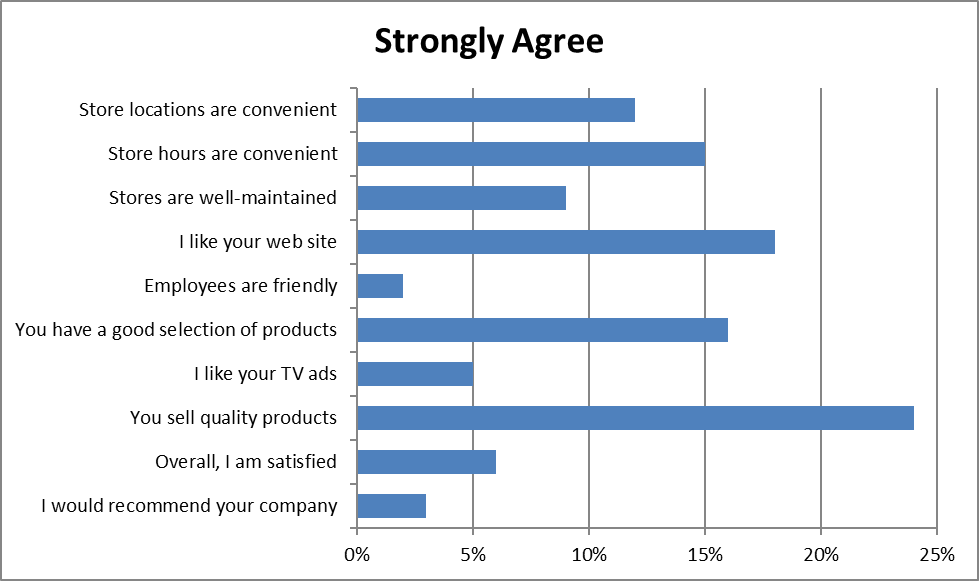 Strongly Agree
Store locations are convenient
Store hours are convenient
Stores are well-maintained
I like your web site
Employees are friendly
You have a good selection of products
I like your TV ads
You sell quality products
Overall, I am satisfied
I would recommend your company
0% 5% 10% 15% 20% 25%